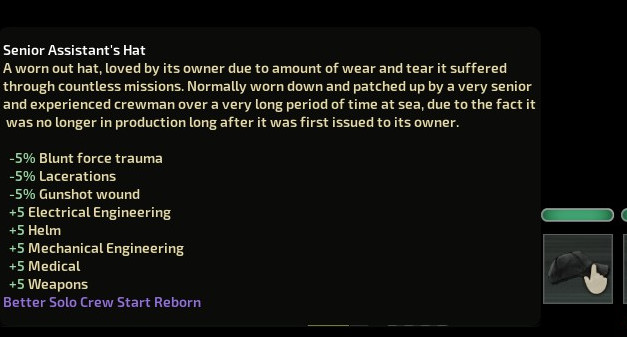 Senior Assistant's Hat
A worn out hat, loved by its owner due to amount of wear and tear it suffered
through countless missions. Normally worn down and patched up by a very senior
and experienced crewman over a very long period of time at sea, due to the fact it
was no longer in production long after it was first issued to its owner.
-5% Blunt force trauma
-5% Lacerations
-5% Gunshot wound
+5 Electrical Engineering
+5 Helm
+5 Mechanical Engineering
+5 Medical
+5 Weapons
Better Solo Crew Start Reborn